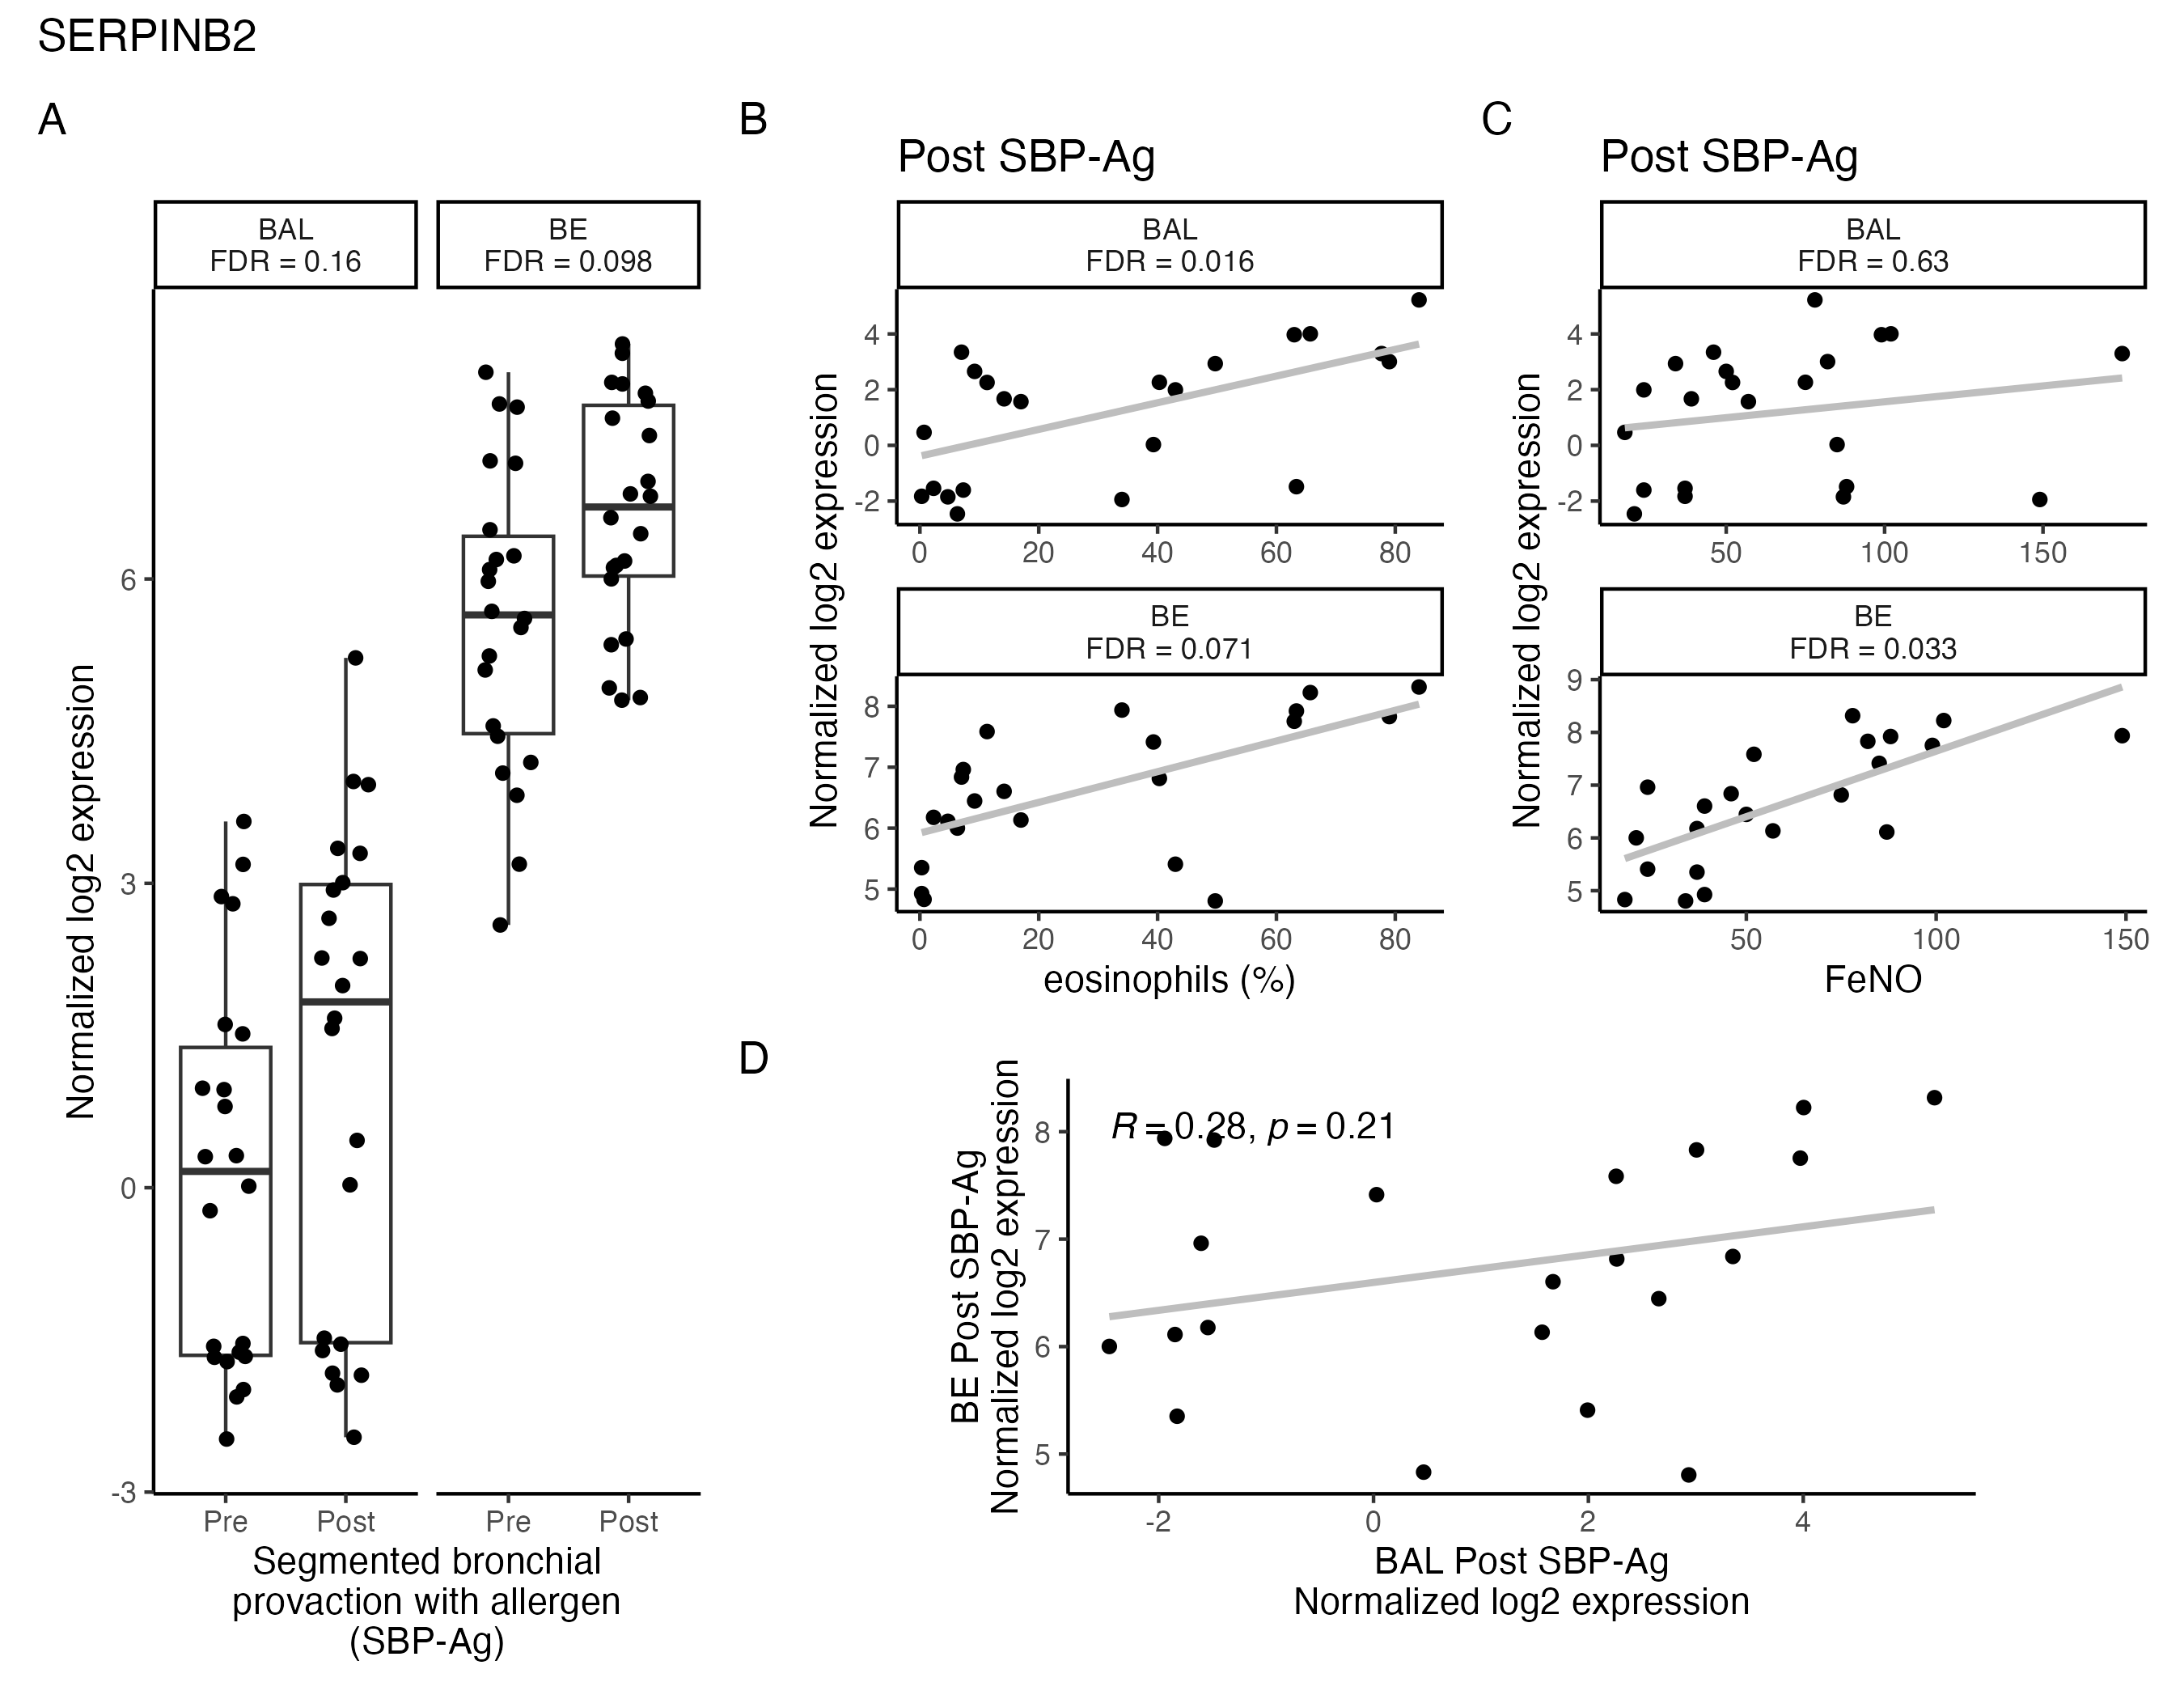 SERPINB2
A
BAL
FDR = 0.16
BE
FDR = 0.098
Normalized log2 expression
6
3
0
-3
Pre
Post
Pre
Post
Segmented bronchial
provaction with allergen
(SBP-Ag)
B
Post SBP-Ag
BAL
FDR = 0.016
4
2
0
-2
0
20
40
60
80
BE
FDR = 0.071
8
7
6
5
0
20
40
60
80
Normalized log2 expression
eosinophils (%)
C
Post SBP-Ag
BAL
FDR = 0.63
4
2
0
-2
50
100
150
BE
FDR = 0.033
9
8
7
6
5
50
100
150
Normalized log2 expression
FeNO
D
R = 0.28, p = 0.21
BE Post SBP-Ag
Normalized log2 expression
8
7
6
5
-2
0
2
4
BAL Post SBP-Ag
Normalized log2 expression